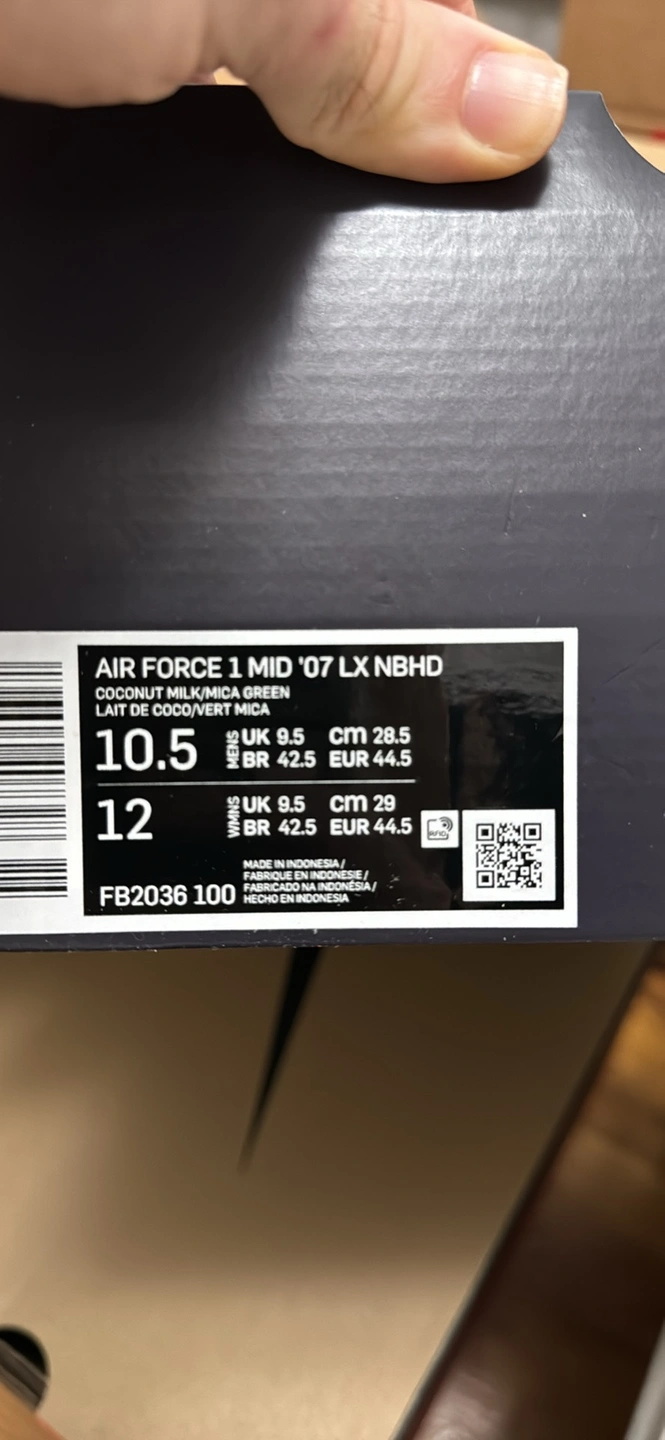 AIR FORCE 1 MID '07 LX NBHD
COCONUT MILK/MICA GREEN
LAIT DE COCO/VERT MICA
10.5 MENS UK 9.5 cm 28.5
BR 42.5 EUR 44.5
12 WMNS UK 9.5 cm 29
BR 42.5 EUR 44.5
RFID
MADE IN INDONESIA /
FABRIQUE EN INDONESIE /
FABRICADO NA INDONÉSIA /
HECHO EN INDONESIA
FB2036 100